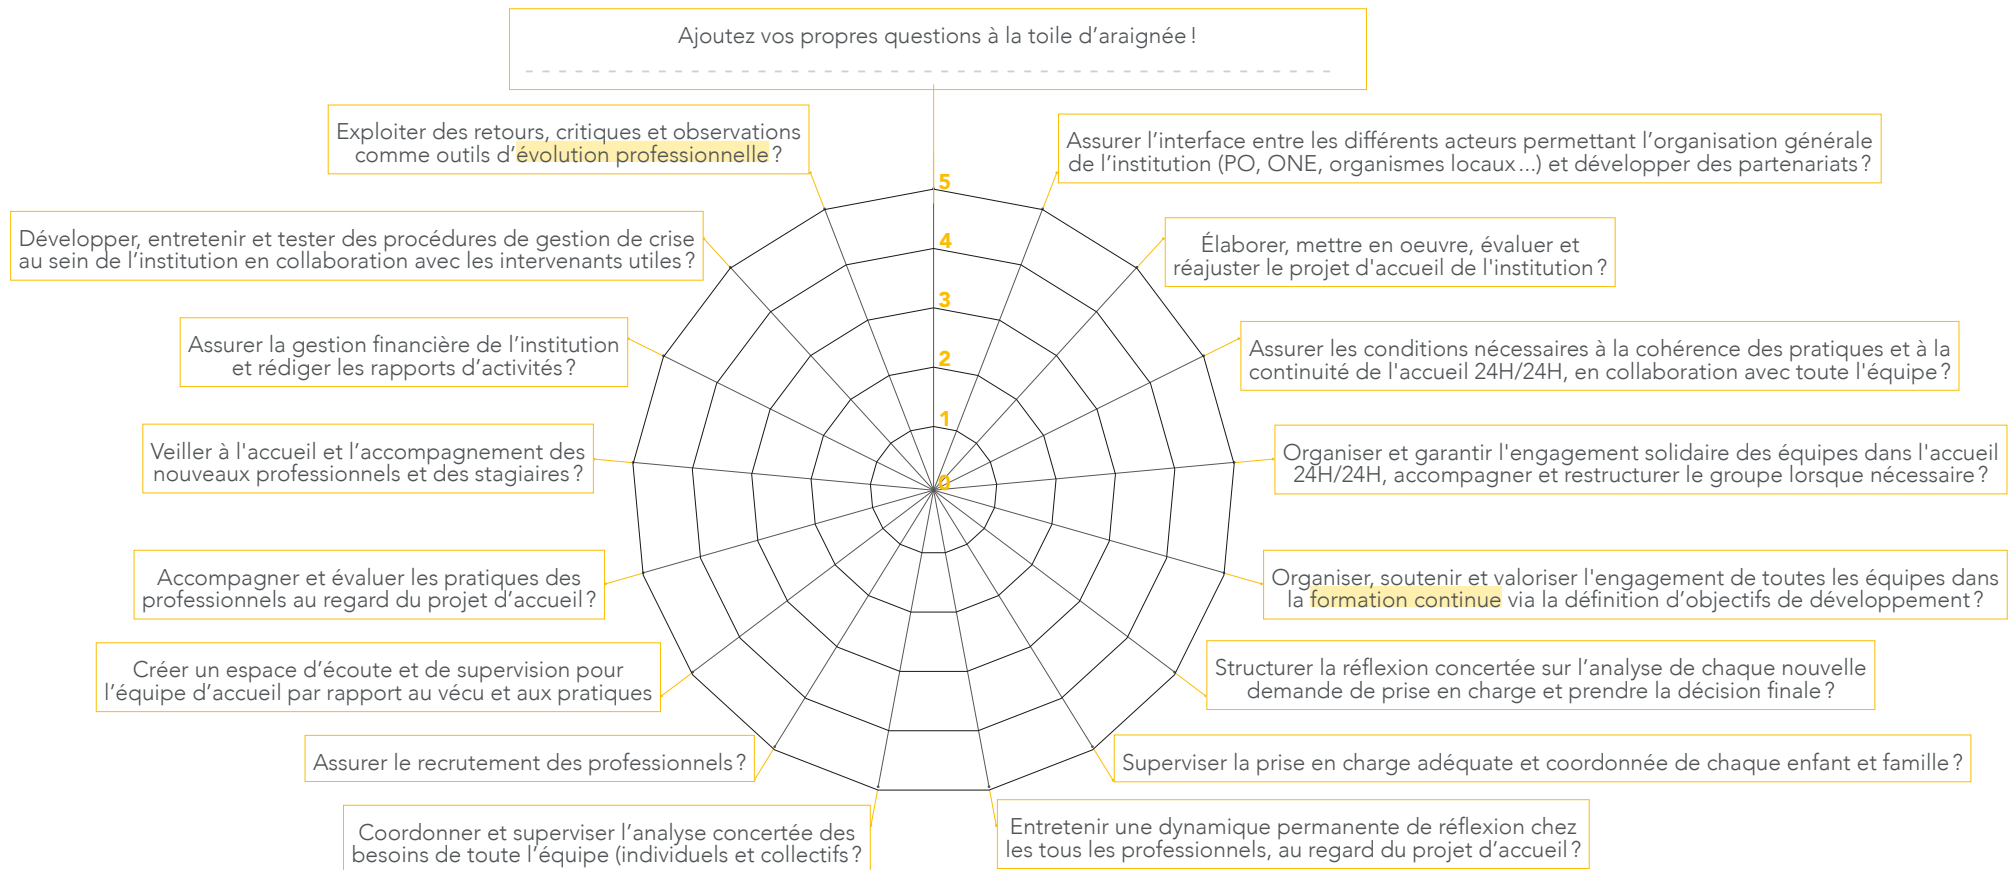 Ajoutez vos propres questions à la toile d’araignée !
Exploiter des retours, critiques et observations
comme outils d’évolution professionnelle ?
Assurer l’interface entre les différents acteurs permettant l’organisation générale
de l’institution (PO, ONE, organismes locaux...) et développer des partenariats ?
Développer, entretenir et tester des procédures de gestion de crise
au sein de l’institution en collaboration avec les intervenants utiles ?
Élaborer, mettre en oeuvre, évaluer et
réajuster le projet d'accueil de l'institution ?
Assurer la gestion financière de l’institution
et rédiger les rapports d’activités ?
Assurer les conditions nécessaires à la cohérence des pratiques et à la
continuité de l'accueil 24H/24H, en collaboration avec toute l'équipe ?
Veiller à l'accueil et l’accompagnement des
nouveaux professionnels et des stagiaires ?
Organiser et garantir l'engagement solidaire des équipes dans l'accueil
24H/24H, accompagner et restructurer le groupe lorsque nécessaire ?
Accompagner et évaluer les pratiques des
professionnels au regard du projet d’accueil ?
Organiser, soutenir et valoriser l'engagement de toutes les équipes dans
la formation continue via la définition d’objectifs de développement ?
Créer un espace d’écoute et de supervision pour
l’équipe d’accueil par rapport au vécu et aux pratiques
Structurer la réflexion concertée sur l’analyse de chaque nouvelle
demande de prise en charge et prendre la décision finale ?
Assurer le recrutement des professionnels ?
Superviser la prise en charge adéquate et coordonnée de chaque enfant et famille ?
Coordonner et superviser l’analyse concertée des
besoins de toute l’équipe (individuels et collectifs ?
Entretenir une dynamique permanente de réflexion chez
les tous les professionnels, au regard du projet d’accueil ?
5
4
3
2
1
0